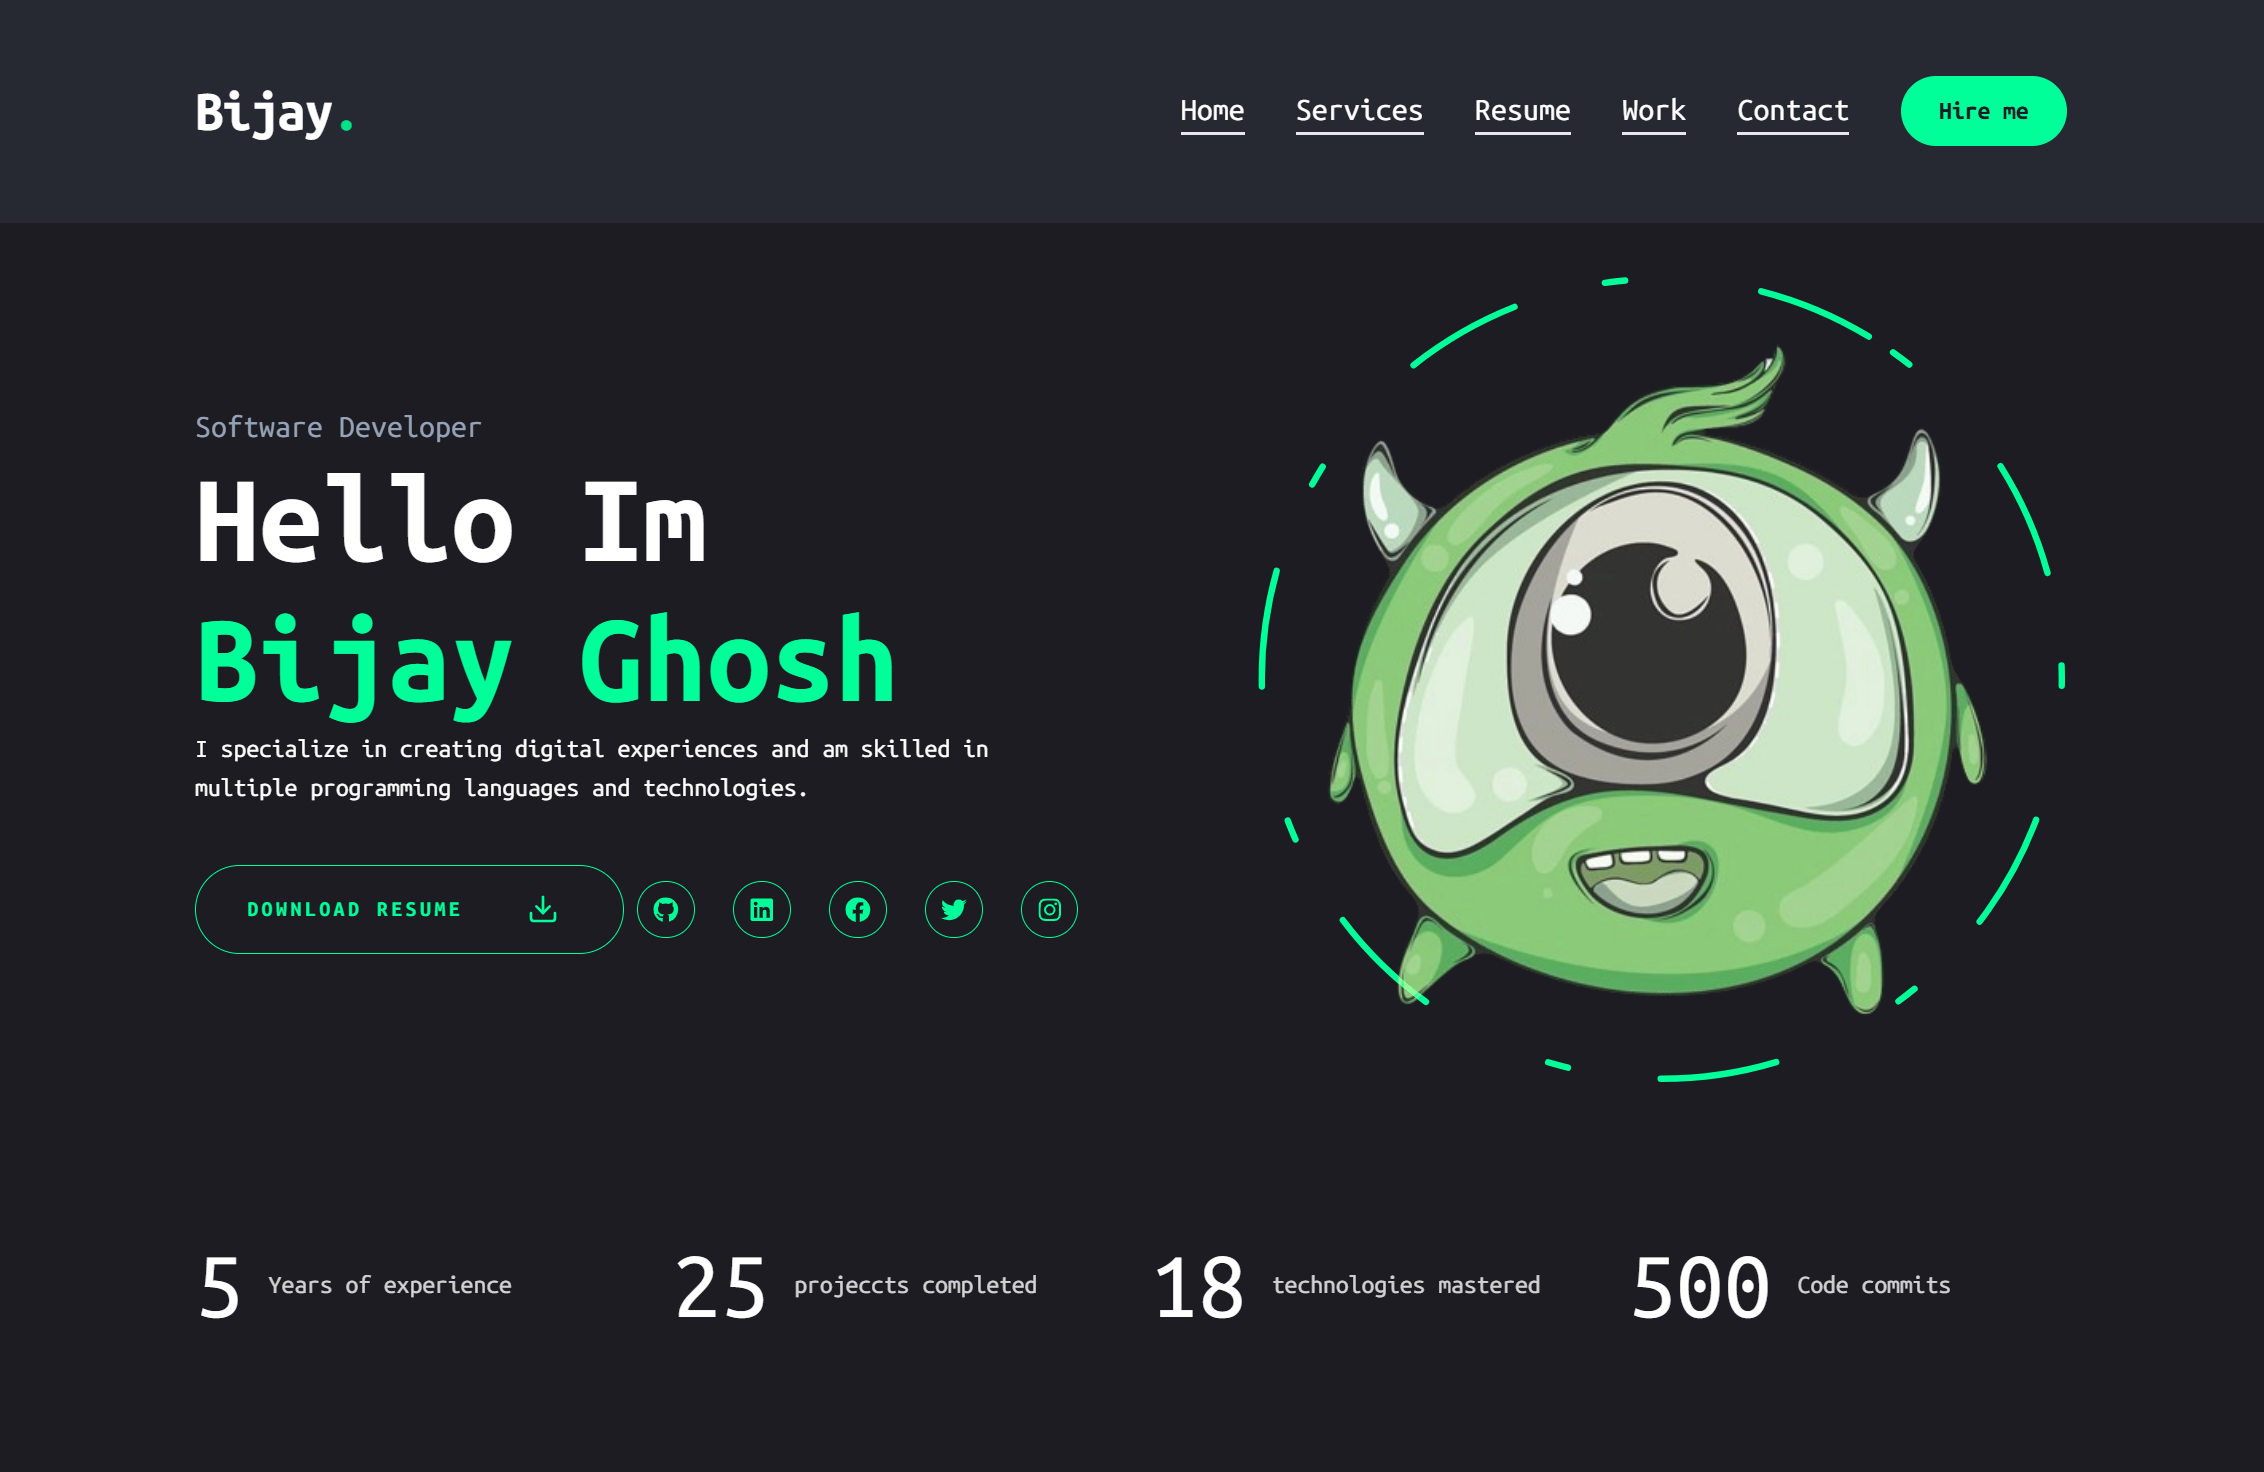 Bijay.
Home Services Resume Work Contact Hire me
Software Developer
Hello Im
Bijay Ghosh
I specialize in creating digital experiences and am skilled in
multiple programming languages and technologies.
DOWNLOAD RESUME
5 Years of experience
25 projeccts completed
18 technologies mastered
500 Code commits